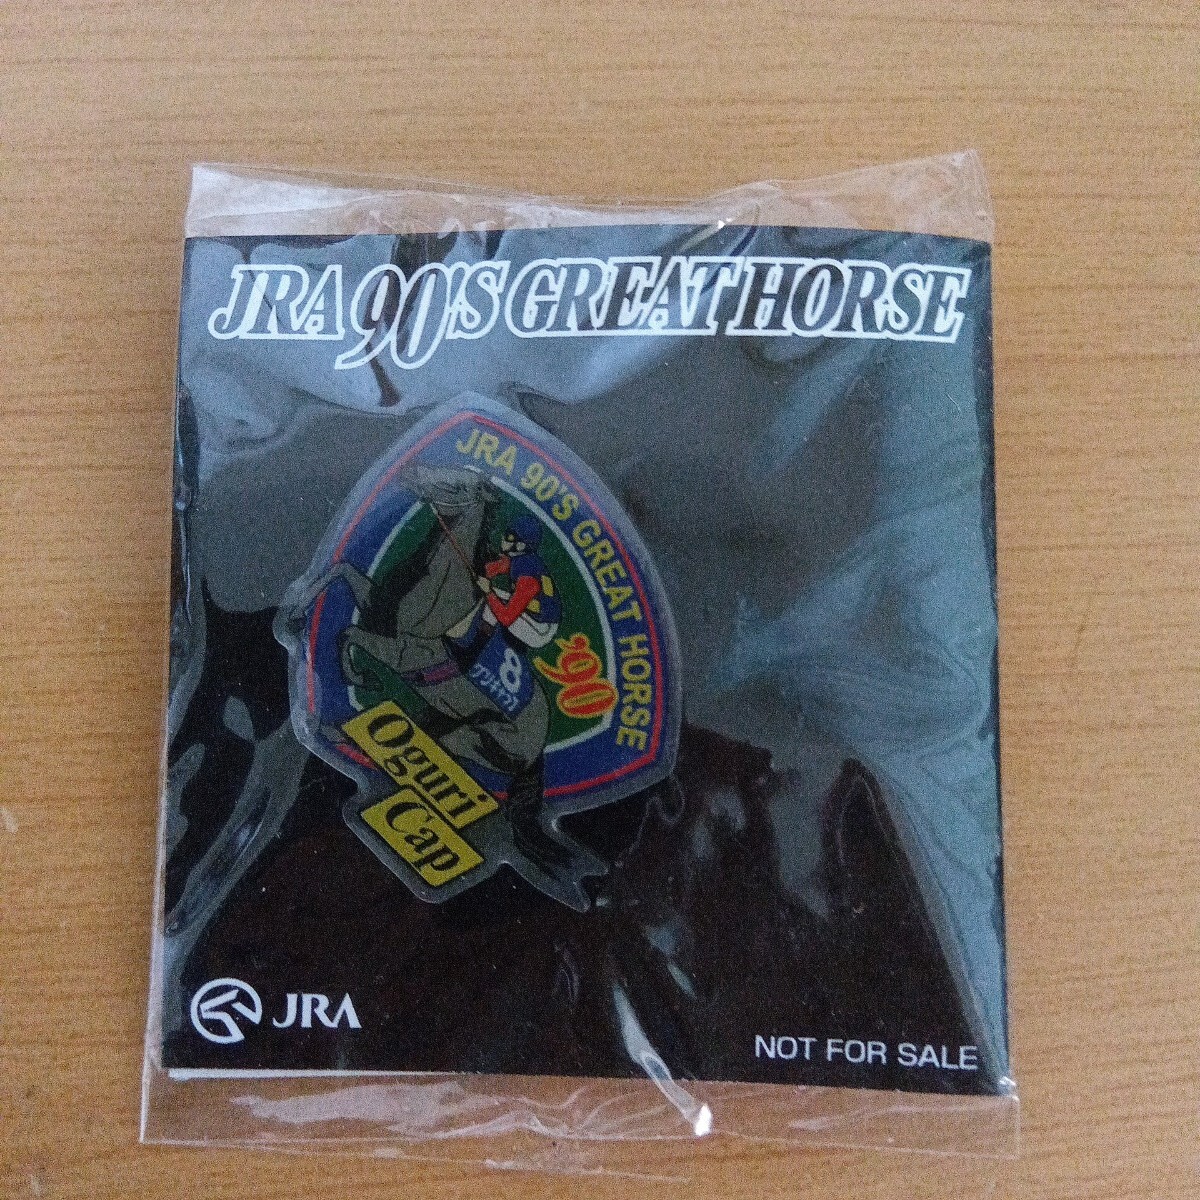 JRA 90'S GREAT HORSE
JRA 90'S GREAT HORSE
'90
8
オグリキャップ
Oguri
Cap
JRA
NOT FOR SALE